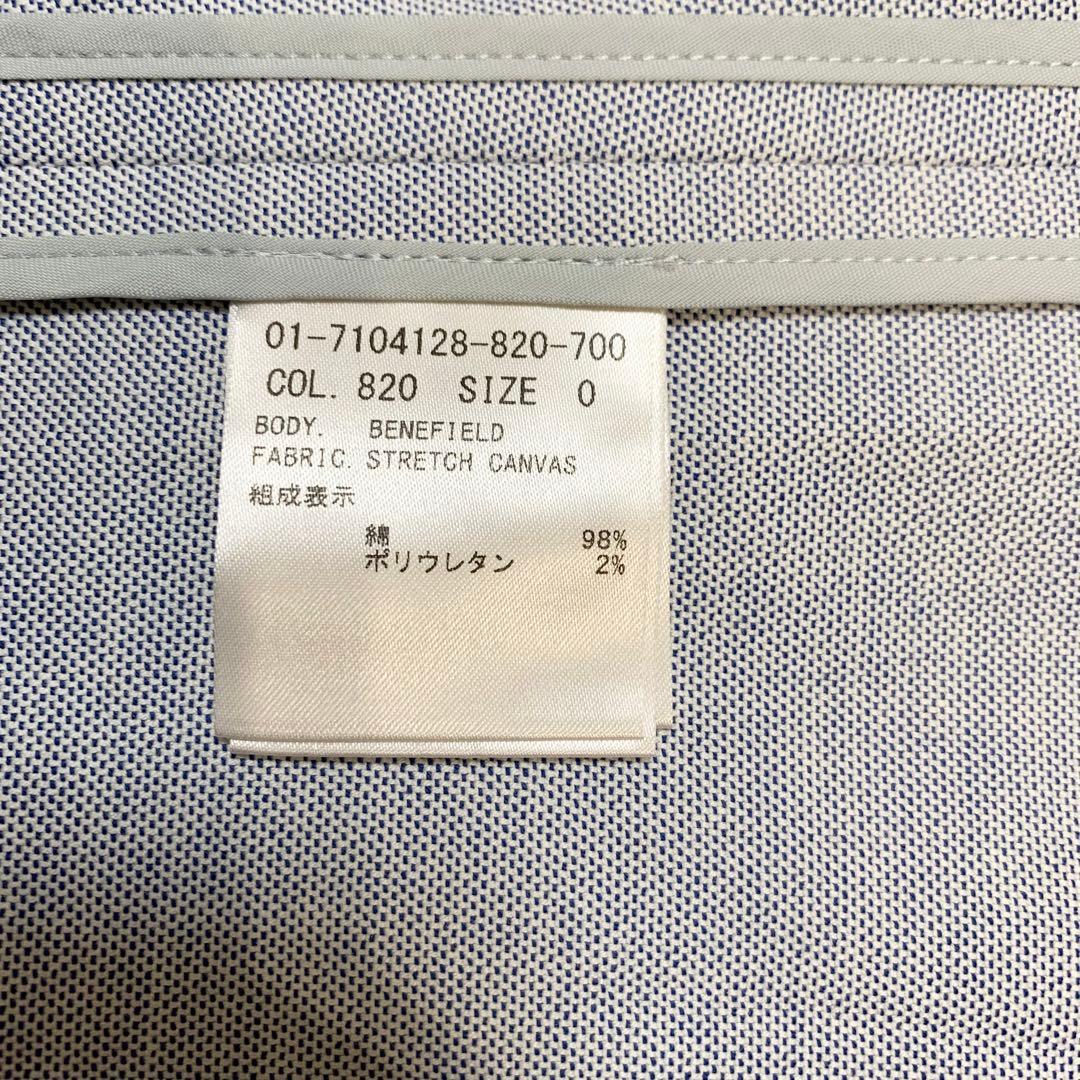 01-7104128-820-700
COL. 820 SIZE 0
BODY. BENEFIELD
FABRIC. STRETCH CANVAS
組成表示
綿 98%
ポリウレタン 2%